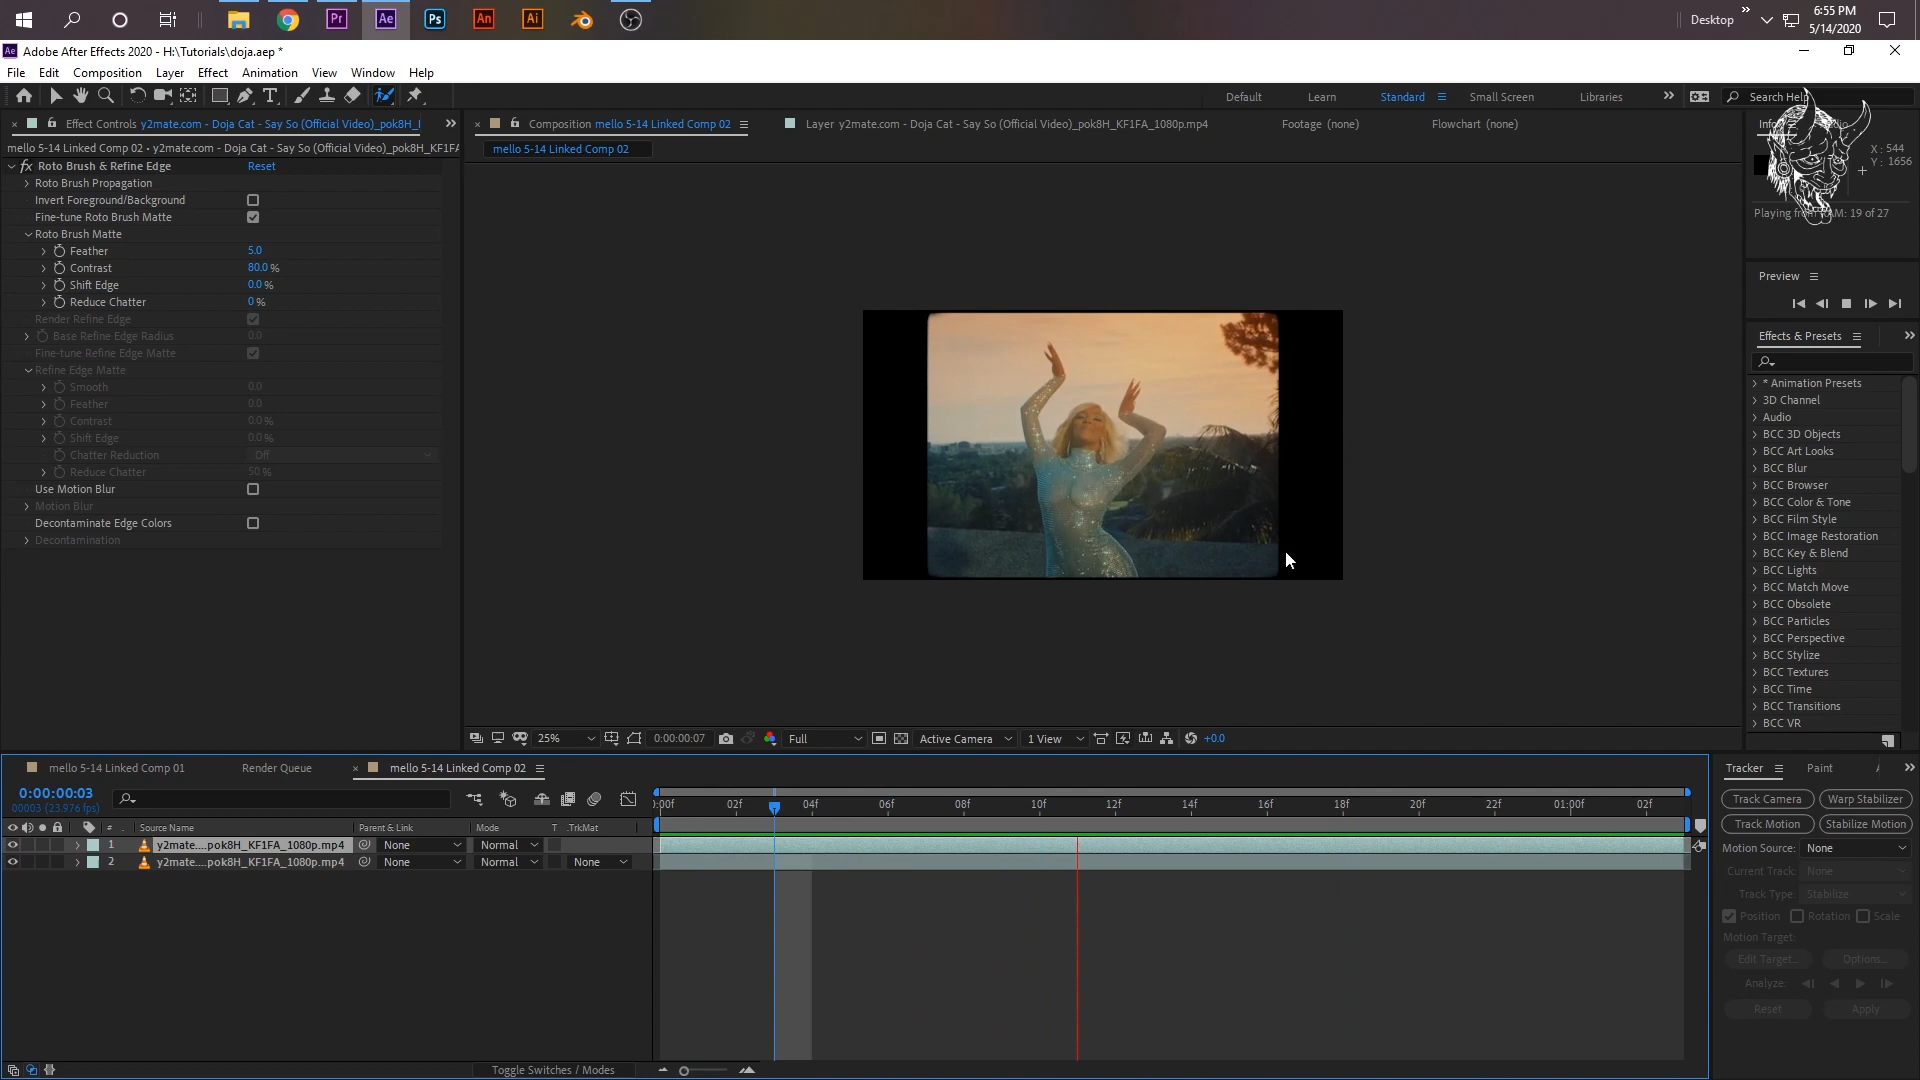 Pr Ae Ps An Ai
Desktop
6:55 PM
5/14/2020
Ae Adobe After Effects 2020 - H:\Tutorials\doja.aep *
File Edit Composition Layer Effect Animation View Window Help
Default Learn Standard Small Screen Libraries Search Help
Effect Controls y2mate.com - Doja Cat - Say So (Official Video)_pok8H_
Composition mello 5-14 Linked Comp 02
Layer y2mate.com - Doja Cat - Say So (Official Video)_pok8H_KF1FA_1080p.mp4
Footage (none)
Flowchart (none)
mello 5-14 Linked Comp 02 • y2mate.com - Doja Cat - Say So (Official Video)_pok8H_KF1FA
mello 5-14 Linked Comp 02
X : 544
Y : 1656
fx Roto Brush & Refine Edge Reset
Roto Brush Propagation
Invert Foreground/Background
Fine-tune Roto Brush Matte
Roto Brush Matte
Feather 5.0
Contrast 80.0 %
Shift Edge 0.0 %
Reduce Chatter 0 %
Render Refine Edge
Base Refine Edge Radius 0.0
Fine-tune Refine Edge Matte
Refine Edge Matte
Smooth 0.0
Feather 0.0
Contrast 0.0 %
Shift Edge 0.0 %
Chatter Reduction Off
Reduce Chatter 50 %
Use Motion Blur
Motion Blur
Decontaminate Edge Colors
Decontamination
Playing from RAM: 19 of 27
Preview
Effects & Presets
* Animation Presets
3D Channel
Audio
BCC 3D Objects
BCC Art Looks
BCC Blur
BCC Browser
BCC Color & Tone
BCC Film Style
BCC Image Restoration
BCC Key & Blend
BCC Lights
BCC Match Move
BCC Obsolete
BCC Particles
BCC Perspective
BCC Stylize
BCC Textures
BCC Time
BCC Transitions
BCC VR
25% 0:00:00:07 Full Active Camera 1 View +0.0
mello 5-14 Linked Comp 01 Render Queue mello 5-14 Linked Comp 02
0:00:00:03
00003 (23.976 fps)
):00f 02f 04f 06f 08f 10f 12f 14f 16f 18f 20f 22f 01:00f 02f
# Source Name Parent & Link Mode T .TrkMat
1 y2mate....pok8H_KF1FA_1080p.mp4 None Normal
2 y2mate....pok8H_KF1FA_1080p.mp4 None Normal None
Toggle Switches / Modes
Tracker Paint
Track Camera Warp Stabilizer
Track Motion Stabilize Motion
Motion Source: None
Current Track: None
Track Type: Stabilize
Position Rotation Scale
Motion Target:
Edit Target... Options...
Analyze:
Reset Apply